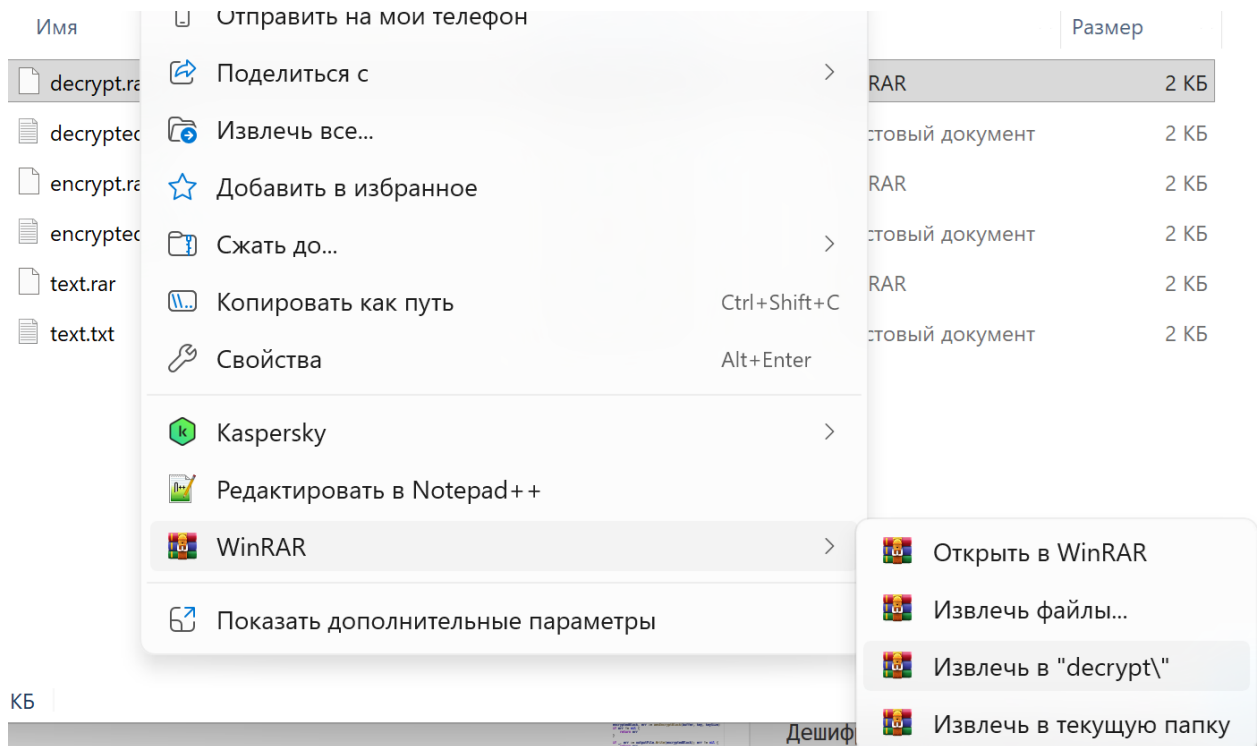 Имя
Размер
Отправить на мой телефон
Поделиться с
Извлечь все...
Добавить в избранное
Сжать до...
Копировать как путь Ctrl+Shift+C
Свойства Alt+Enter
Kaspersky
Редактировать в Notepad++
WinRAR
Показать дополнительные параметры
decrypt.ra RAR 2 КБ
decrypted стовый документ 2 КБ
encrypt.ra RAR 2 КБ
encrypted стовый документ 2 КБ
text.rar RAR 2 КБ
text.txt стовый документ 2 КБ
Открыть в WinRAR
Извлечь файлы...
Извлечь в "decrypt\"
Извлечь в текущую папку
КБ
Дешиф